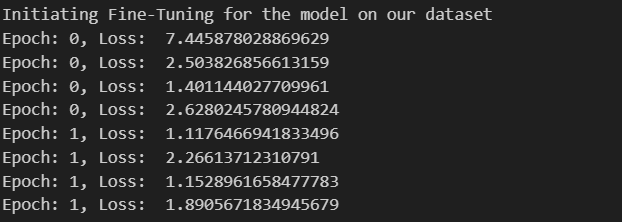 Initiating Fine-Tuning for the model on our dataset
Epoch: 0, Loss:  7.445878028869629
Epoch: 0, Loss:  2.503826856613159
Epoch: 0, Loss:  1.401144027709961
Epoch: 0, Loss:  2.6280245780944824
Epoch: 1, Loss:  1.1176466941833496
Epoch: 1, Loss:  2.26613712310791
Epoch: 1, Loss:  1.1528961658477783
Epoch: 1, Loss:  1.8905671834945679